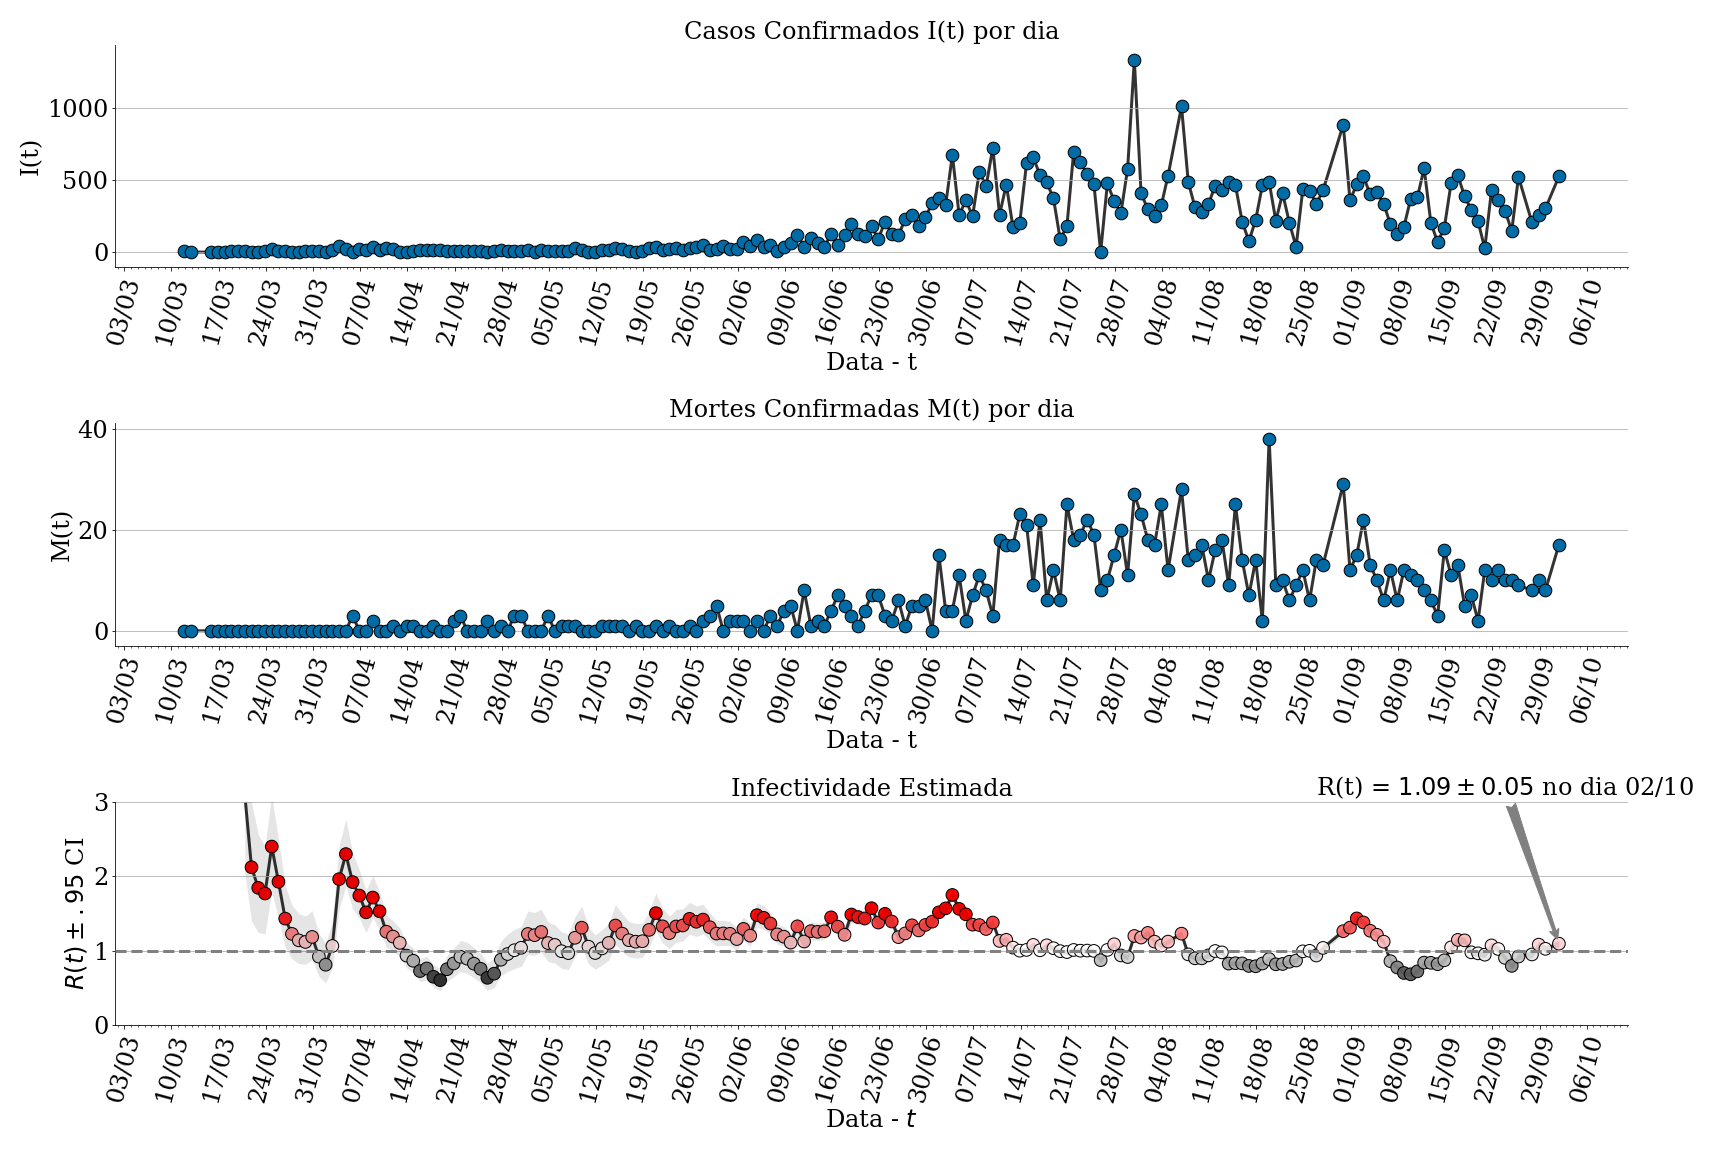 Casos Confirmados I(t) por dia
I(t)
1000
500
0
03/03 10/03 17/03 24/03 31/03 07/04 14/04 21/04 28/04 05/05 12/05 19/05 26/05 02/06 09/06 16/06 23/06 30/06 07/07 14/07 21/07 28/07 04/08 11/08 18/08 25/08 01/09 08/09 15/09 22/09 29/09 06/10
Data - t
Mortes Confirmadas M(t) por dia
M(t)
40
20
0
03/03 10/03 17/03 24/03 31/03 07/04 14/04 21/04 28/04 05/05 12/05 19/05 26/05 02/06 09/06 16/06 23/06 30/06 07/07 14/07 21/07 28/07 04/08 11/08 18/08 25/08 01/09 08/09 15/09 22/09 29/09 06/10
Data - t
Infectividade Estimada
R(t) = 1.09 ± 0.05 no dia 02/10
R(t) ± .95 CI
3
2
1
0
03/03 10/03 17/03 24/03 31/03 07/04 14/04 21/04 28/04 05/05 12/05 19/05 26/05 02/06 09/06 16/06 23/06 30/06 07/07 14/07 21/07 28/07 04/08 11/08 18/08 25/08 01/09 08/09 15/09 22/09 29/09 06/10
Data - t